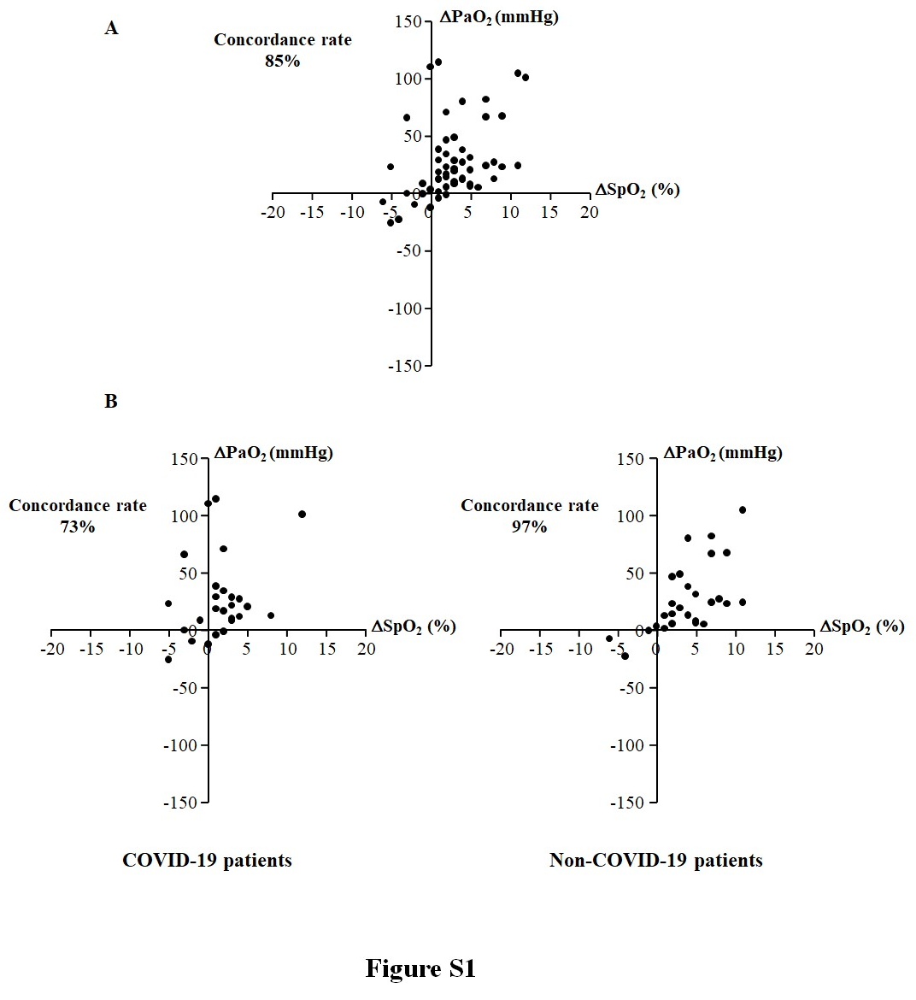 A
ΔPaO2 (mmHg)
Concordance rate
85%
150
100
50
0
ΔSpO2 (%)
-20 -15 -10 -5 0 5 10 15 20
-50
-100
-150
B
ΔPaO2 (mmHg)
Concordance rate
73%
150
100
50
0
ΔSpO2 (%)
-20 -15 -10 -5 0 5 10 15 20
-50
-100
-150
COVID-19 patients
ΔPaO2 (mmHg)
Concordance rate
97%
150
100
50
0
ΔSpO2 (%)
-20 -15 -10 -5 0 5 10 15 20
-50
-100
-150
Non-COVID-19 patients
Figure S1